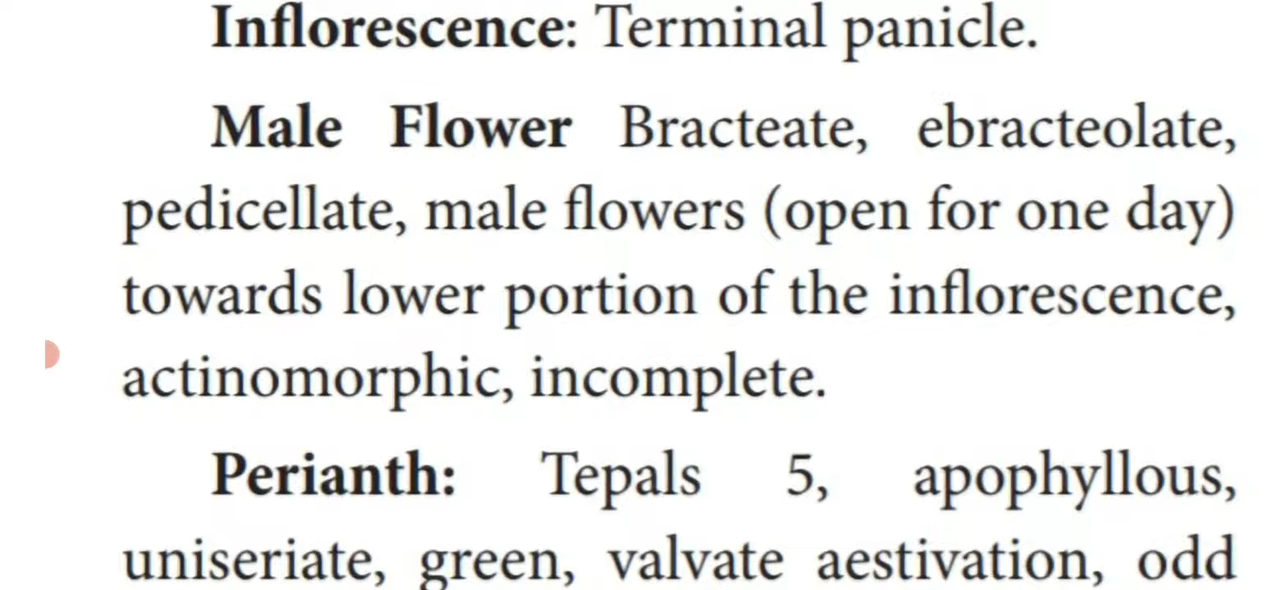 Inflorescence: Terminal panicle.
Male Flower Bracteate, ebracteolate,
pedicellate, male flowers (open for one day)
towards lower portion of the inflorescence,
actinomorphic, incomplete.
Perianth: Tepals 5, apophyllous,
uniseriate, green, valvate aestivation, odd